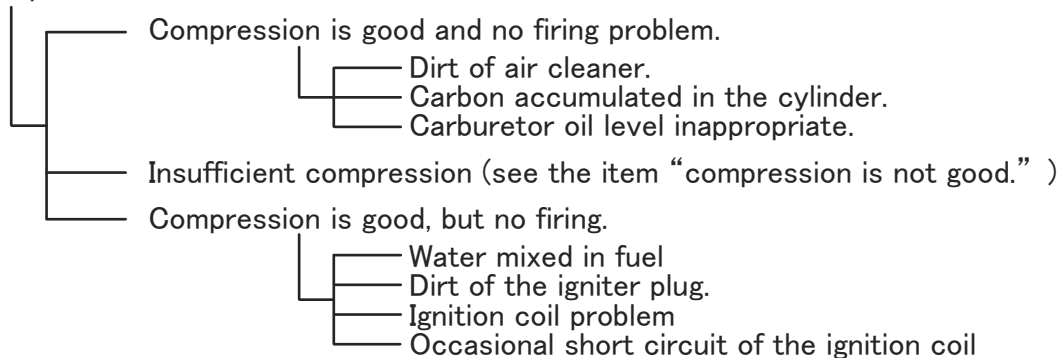 Compression is good and no firing problem.
Dirt of air cleaner.
Carbon accumulated in the cylinder.
Carburetor oil level inappropriate.
Insufficient compression (see the item “compression is not good.” )
Compression is good, but no firing.
Water mixed in fuel
Dirt of the igniter plug.
Ignition coil problem
Occasional short circuit of the ignition coil